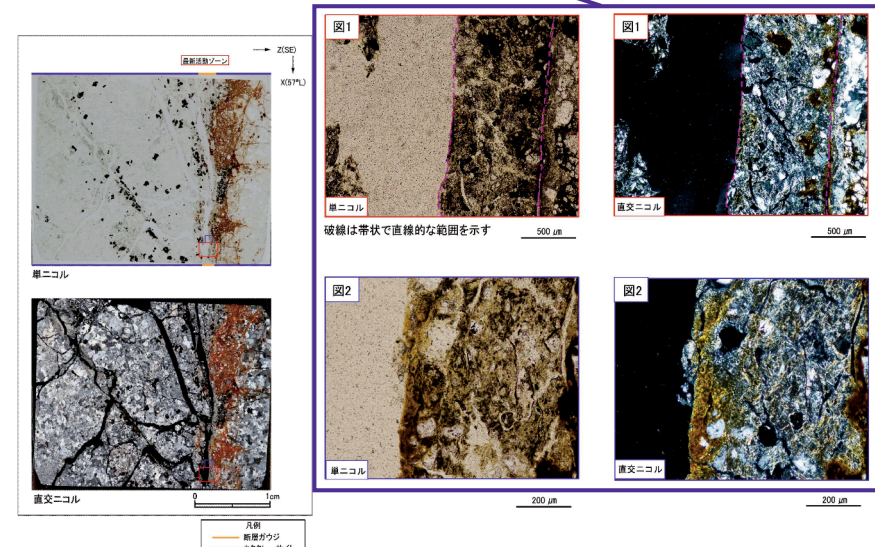 最新活動ゾーン
Z(SE)
X(57°L)
単ニコル
直交ニコル
0 1cm
凡例
断層ガウジ
図1
単ニコル
破線は帯状で直線的な範囲を示す
500 μm
図1
直交ニコル
500 μm
図2
単ニコル
200 μm
図2
直交ニコル
200 μm